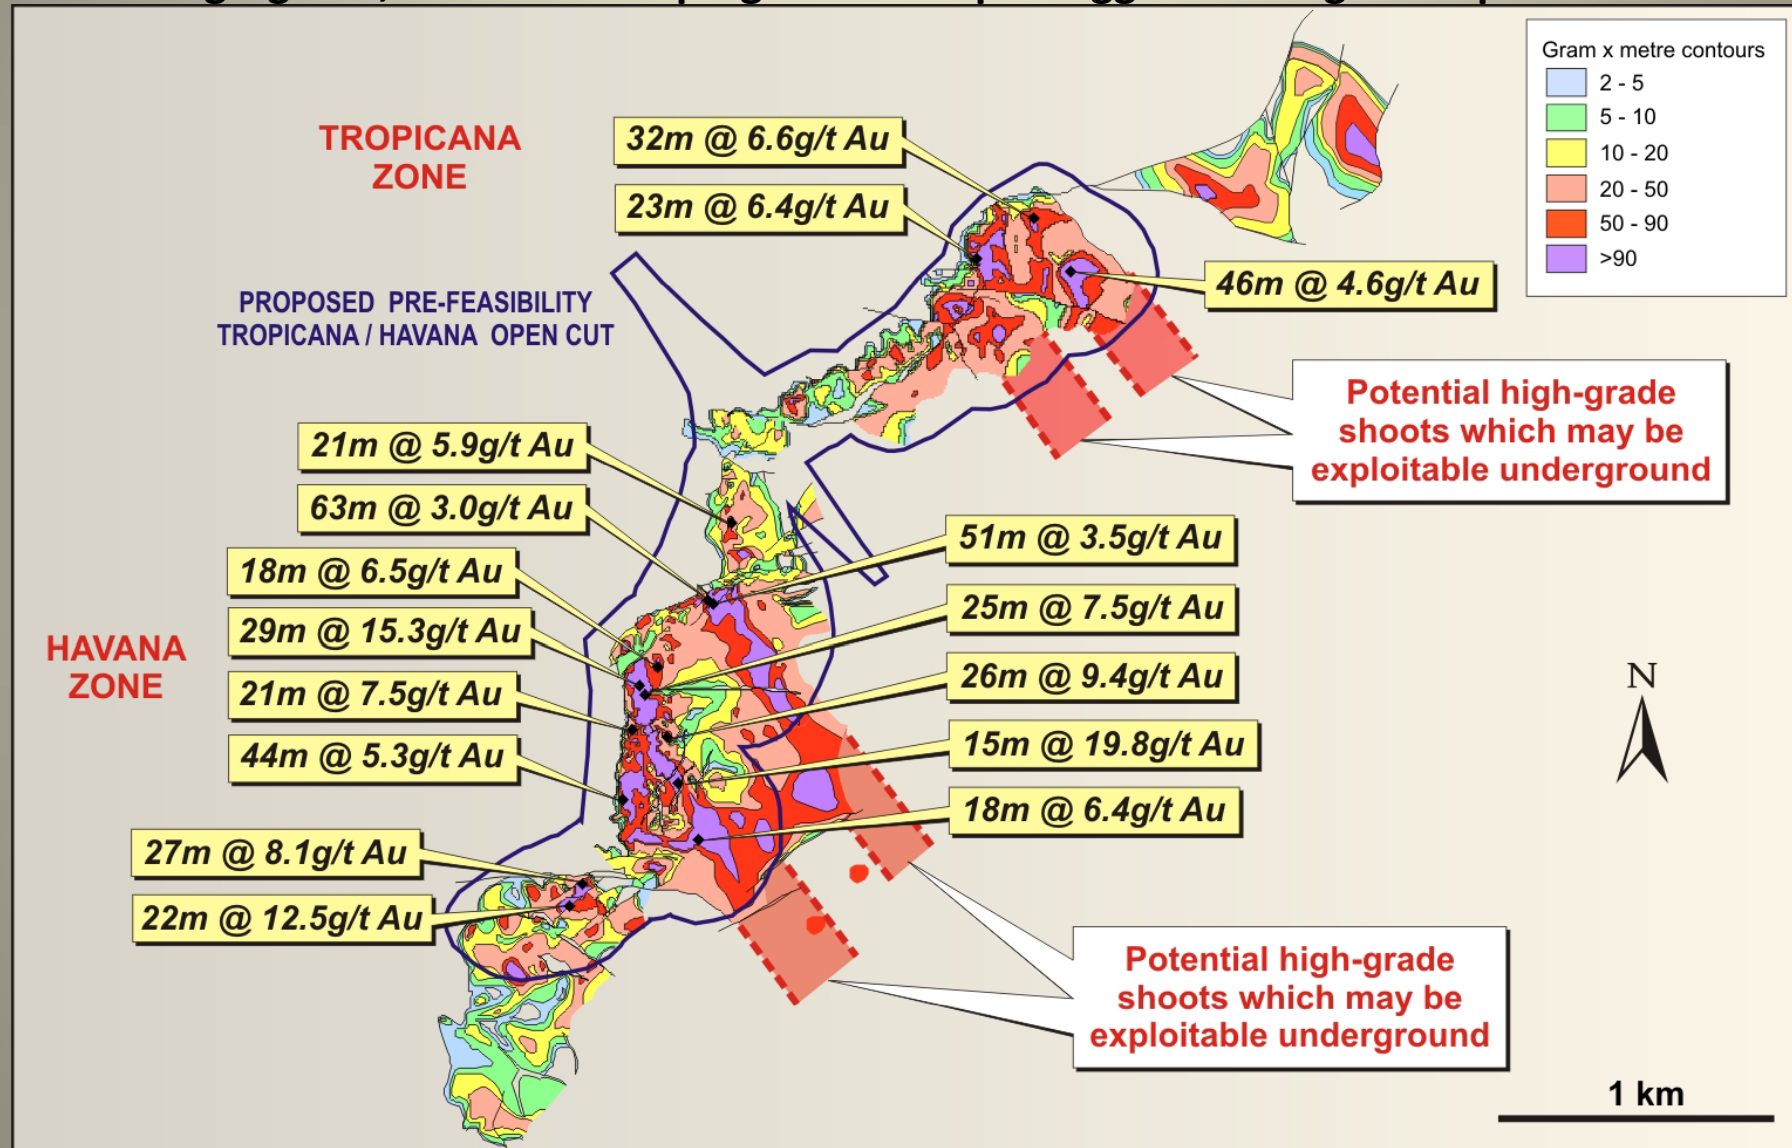 Gram x metre contours
2 - 5
5 - 10
10 - 20
20 - 50
50 - 90
>90
TROPICANA
ZONE
32m @ 6.6g/t Au
23m @ 6.4g/t Au
46m @ 4.6g/t Au
PROPOSED PRE-FEASIBILITY
TROPICANA / HAVANA OPEN CUT
Potential high-grade
shoots which may be
exploitable underground
21m @ 5.9g/t Au
63m @ 3.0g/t Au
18m @ 6.5g/t Au
29m @ 15.3g/t Au
21m @ 7.5g/t Au
44m @ 5.3g/t Au
HAVANA
ZONE
51m @ 3.5g/t Au
25m @ 7.5g/t Au
26m @ 9.4g/t Au
15m @ 19.8g/t Au
18m @ 6.4g/t Au
N
27m @ 8.1g/t Au
22m @ 12.5g/t Au
Potential high-grade
shoots which may be
exploitable underground
1 km